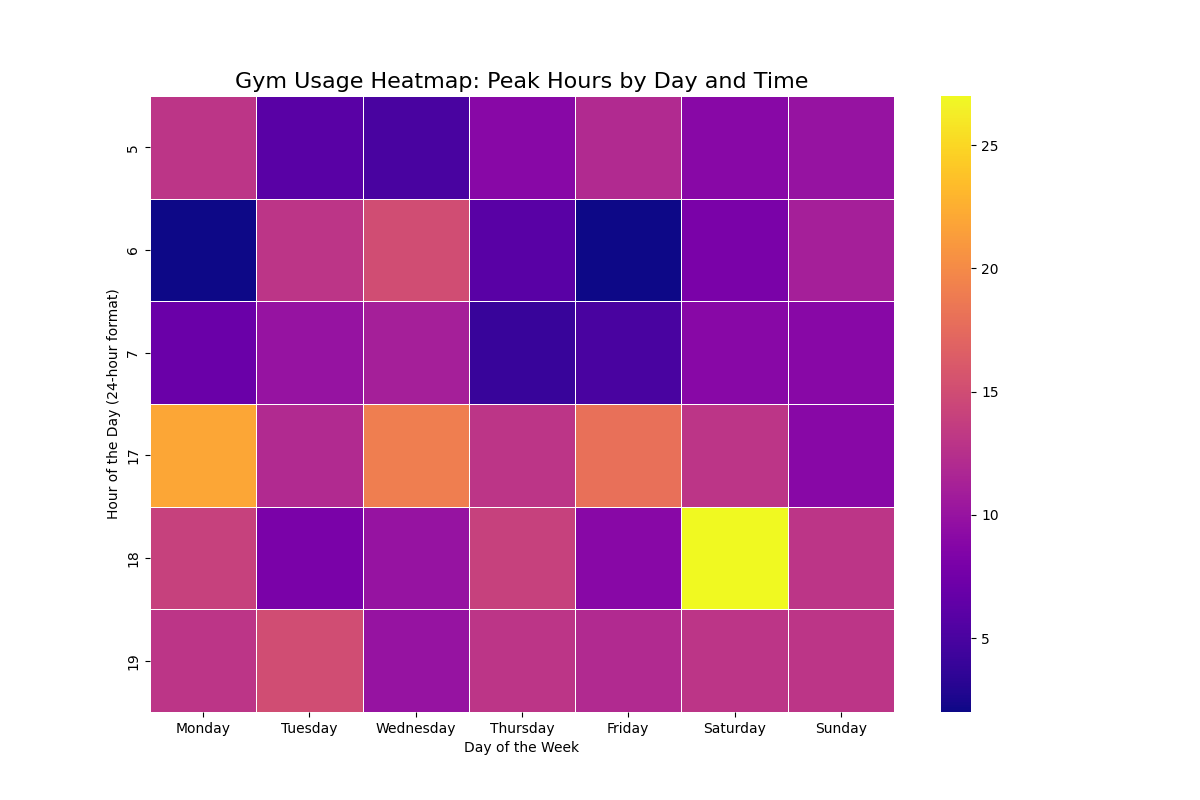 Gym Usage Heatmap: Peak Hours by Day and Time
Hour of the Day (24-hour format)
5
6
7
17
18
19
Monday Tuesday Wednesday Thursday Friday Saturday Sunday
Day of the Week
25
20
15
10
5